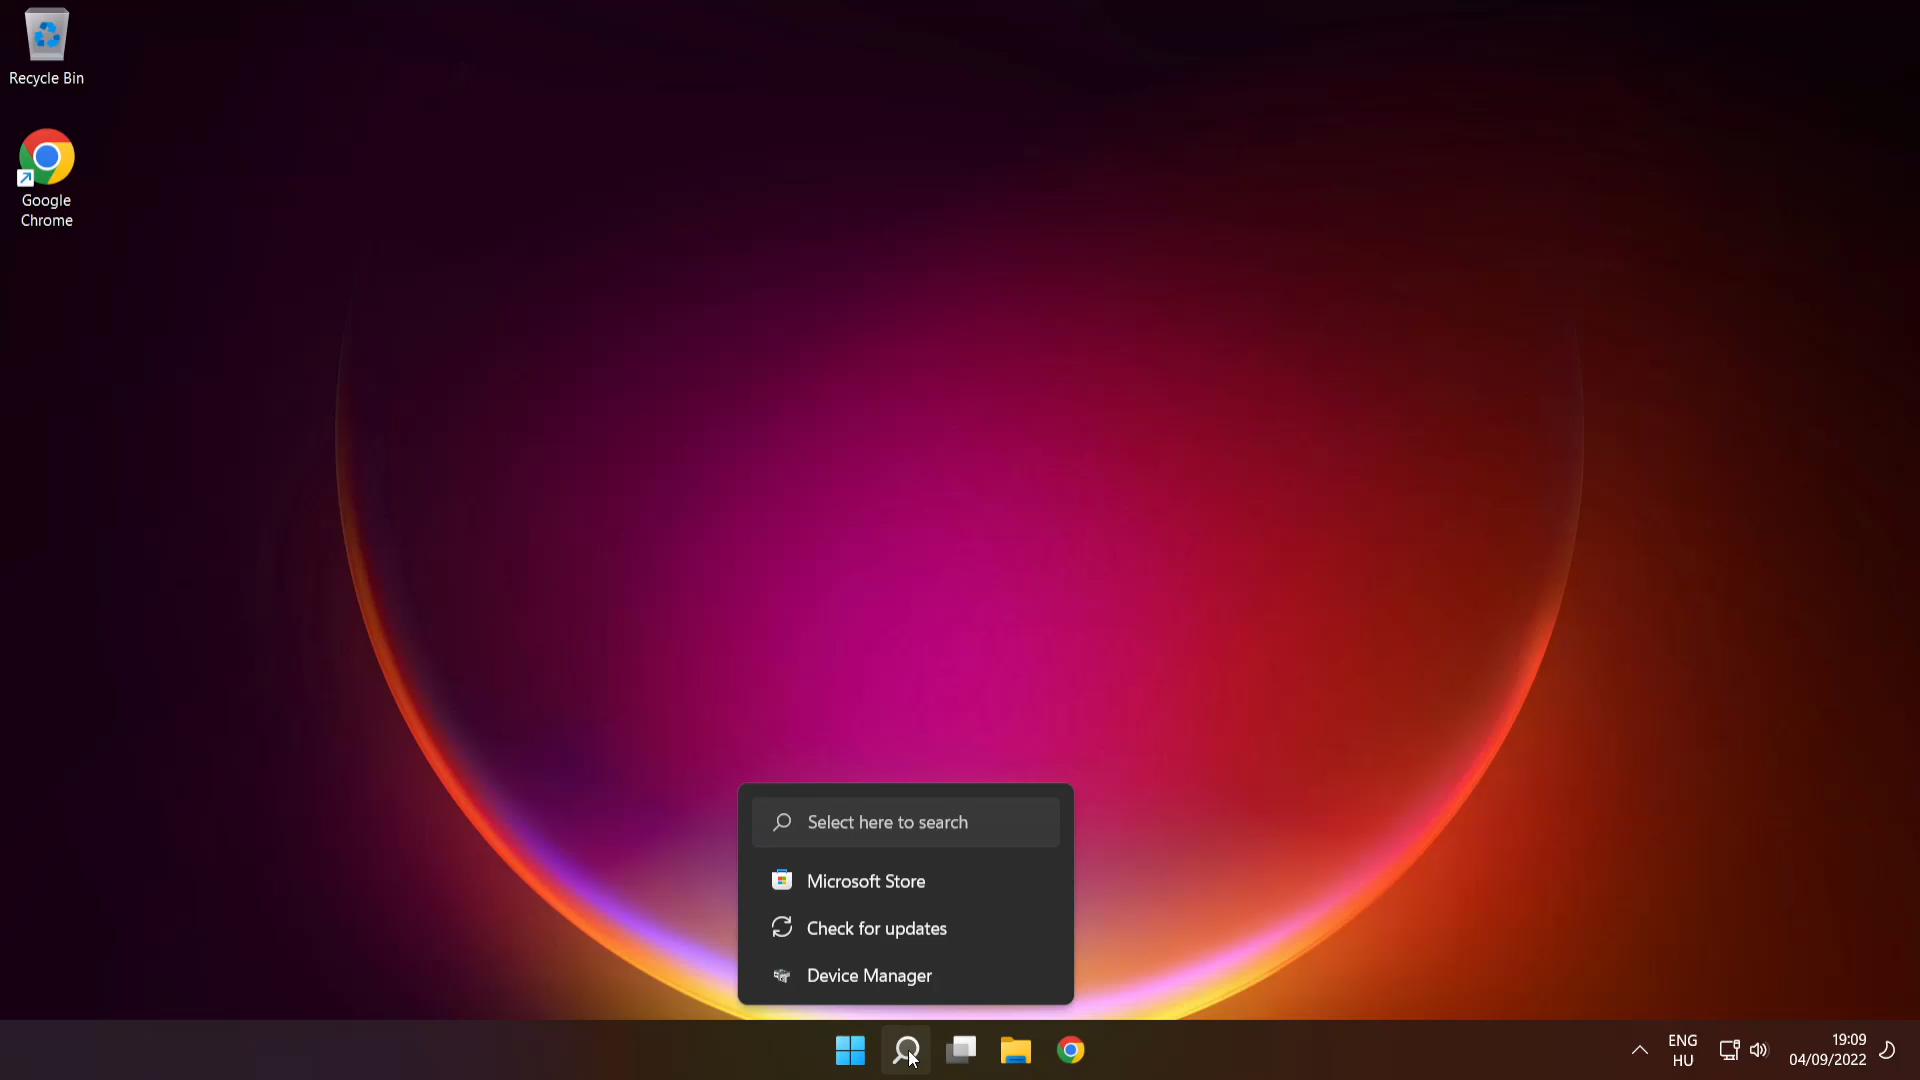 Recycle Bin
Google
Chrome
Select here to search
Microsoft Store
Check for updates
Device Manager
ENG
HU
19:09
04/09/2022